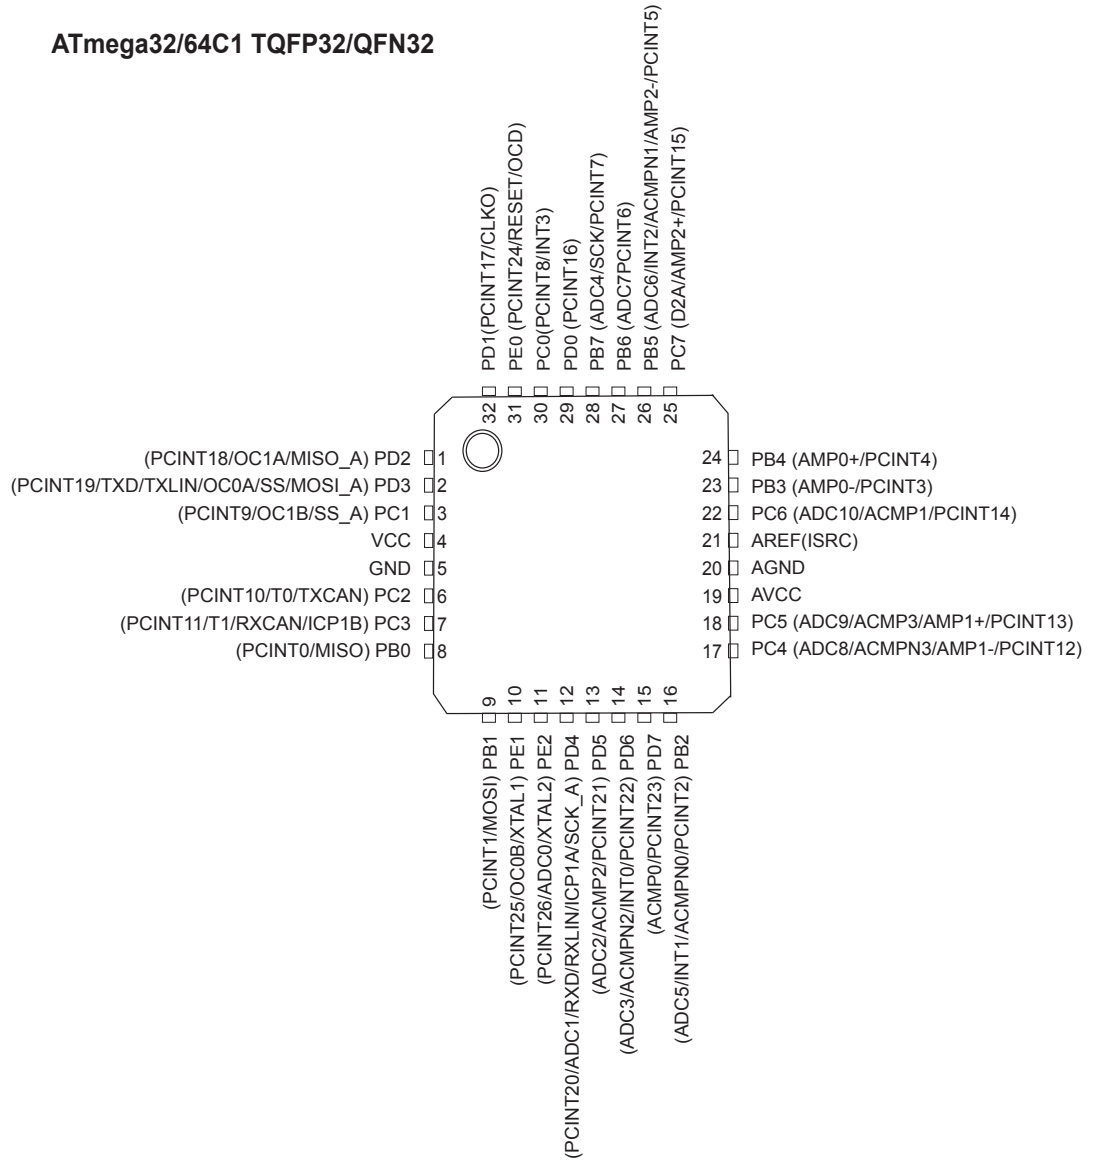 ATmega32/64C1 TQFP32/QFN32
PD1(PCINT17/CLKO)
PE0 (PCINT24/RESET/OCD)
PC0(PCINT8/INT3)
PD0 (PCINT16)
PB7 (ADC4/SCK/PCINT7)
PB6 (ADC7PCINT6)
PB5 (ADC6/INT2/ACMPN1/AMP2-/PCINT5)
PC7 (D2A/AMP2+/PCINT15)
32
31
30
29
28
27
26
25
(PCINT18/OC1A/MISO_A) PD2 1
(PCINT19/TXD/TXLIN/OC0A/SS/MOSI_A) PD3 2
(PCINT9/OC1B/SS_A) PC1 3
VCC 4
GND 5
(PCINT10/T0/TXCAN) PC2 6
(PCINT11/T1/RXCAN/ICP1B) PC3 7
(PCINT0/MISO) PB0 8
24 PB4 (AMP0+/PCINT4)
23 PB3 (AMP0-/PCINT3)
22 PC6 (ADC10/ACMP1/PCINT14)
21 AREF(ISRC)
20 AGND
19 AVCC
18 PC5 (ADC9/ACMP3/AMP1+/PCINT13)
17 PC4 (ADC8/ACMPN3/AMP1-/PCINT12)
9
10
11
12
13
14
15
16
(PCINT1/MOSI) PB1
(PCINT25/OC0B/XTAL1) PE1
(PCINT26/ADC0/XTAL2) PE2
(PCINT20/ADC1/RXD/RXLIN/ICP1A/SCK_A) PD4
(ADC2/ACMP2/PCINT21) PD5
(ADC3/ACMPN2/INT0/PCINT22) PD6
(ACMP0/PCINT23) PD7
(ADC5/INT1/ACMPN0/PCINT2) PB2